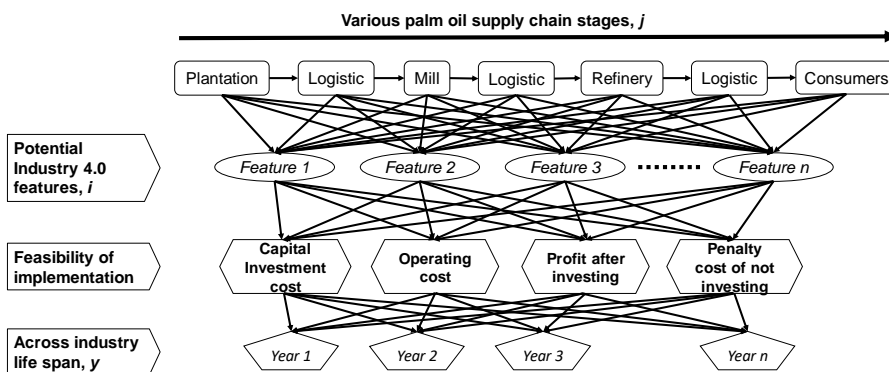 Various palm oil supply chain stages, j
Plantation Logistic Mill Logistic Refinery Logistic Consumers
Potential
Industry 4.0
features, i
Feature 1 Feature 2 Feature 3 Feature n
Feasibility of
implementation
Capital
Investment
cost
Operating
cost
Profit after
investing
Penalty
cost of not
investing
Across industry
life span, y
Year 1 Year 2 Year 3 Year n